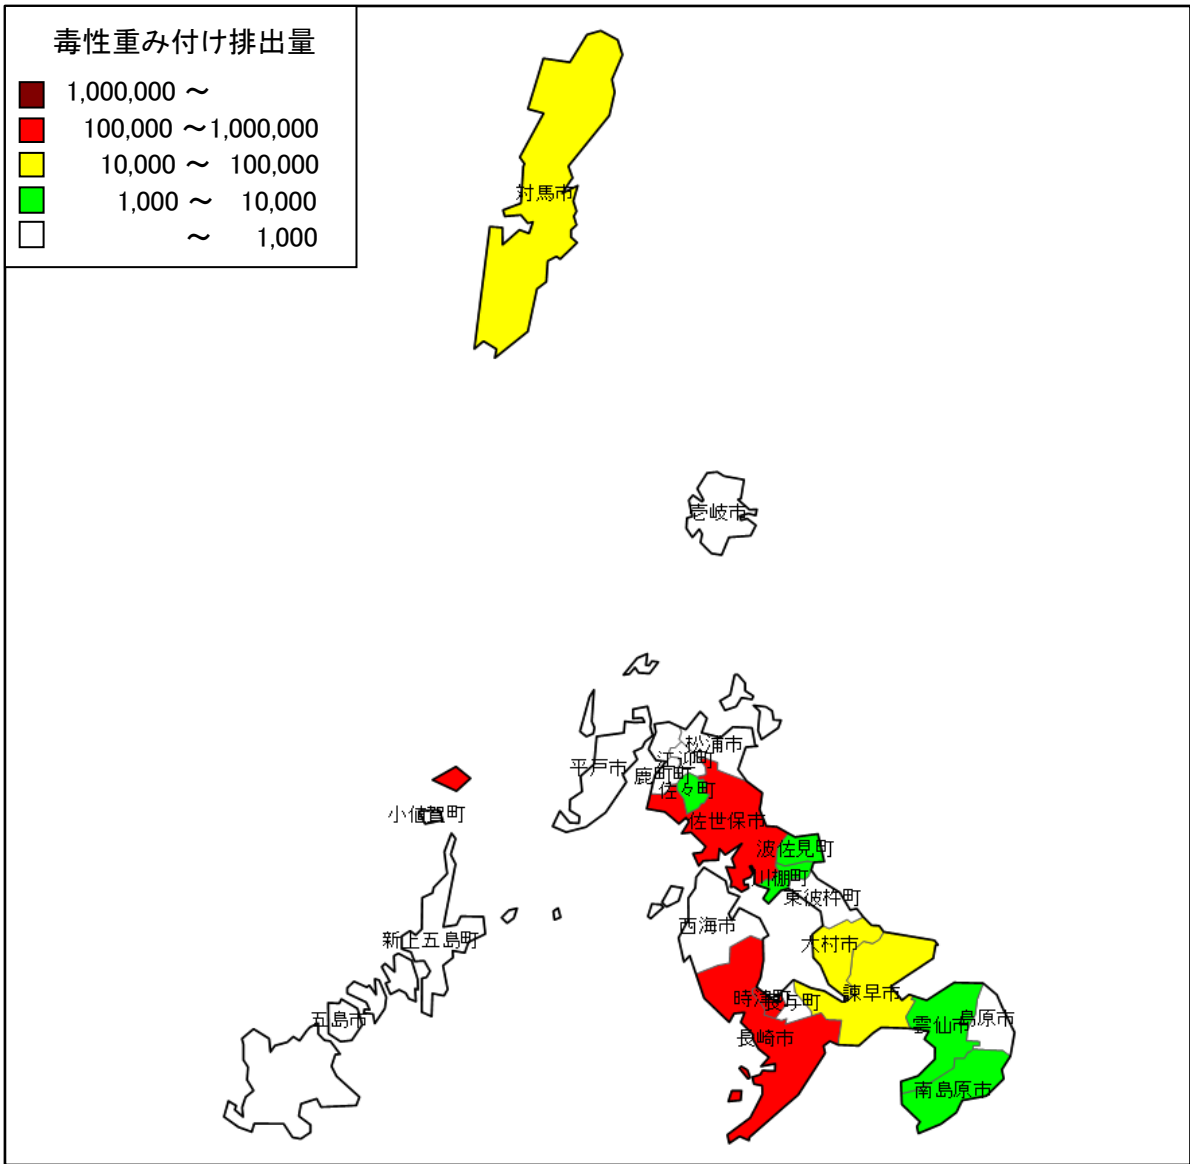 毒性重み付け排出量
1,000,000 ～
100,000 ～1,000,000
10,000 ～ 100,000
1,000 ～ 10,000
～ 1,000
対馬市
壱岐市
松浦市
江迎町
平戸市
鹿町町
佐々町
小値賀町
佐世保市
波佐見町
川棚町
東彼杵町
西海市
新上五島町
大村市
諫早市
時津町
長与町
五島市
島原市
雲仙市
長崎市
南島原市